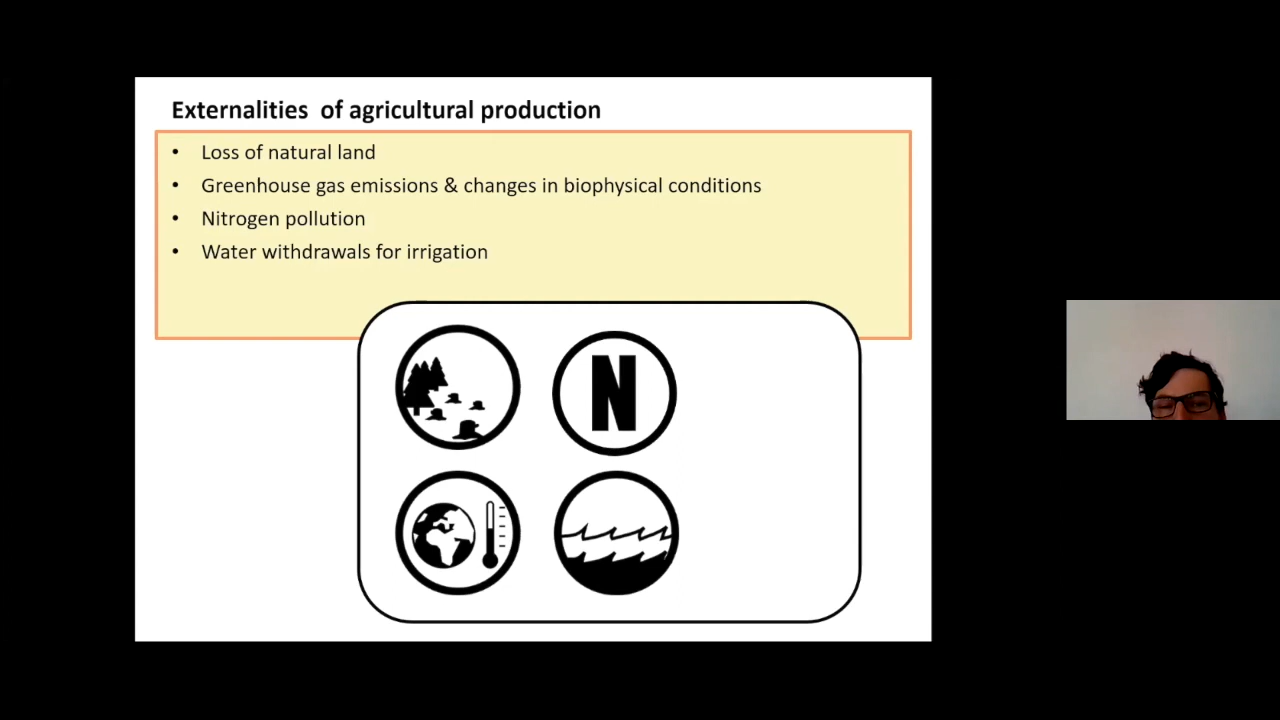 Externalities of agricultural production
• Loss of natural land
• Greenhouse gas emissions & changes in biophysical conditions
• Nitrogen pollution
• Water withdrawals for irrigation
N